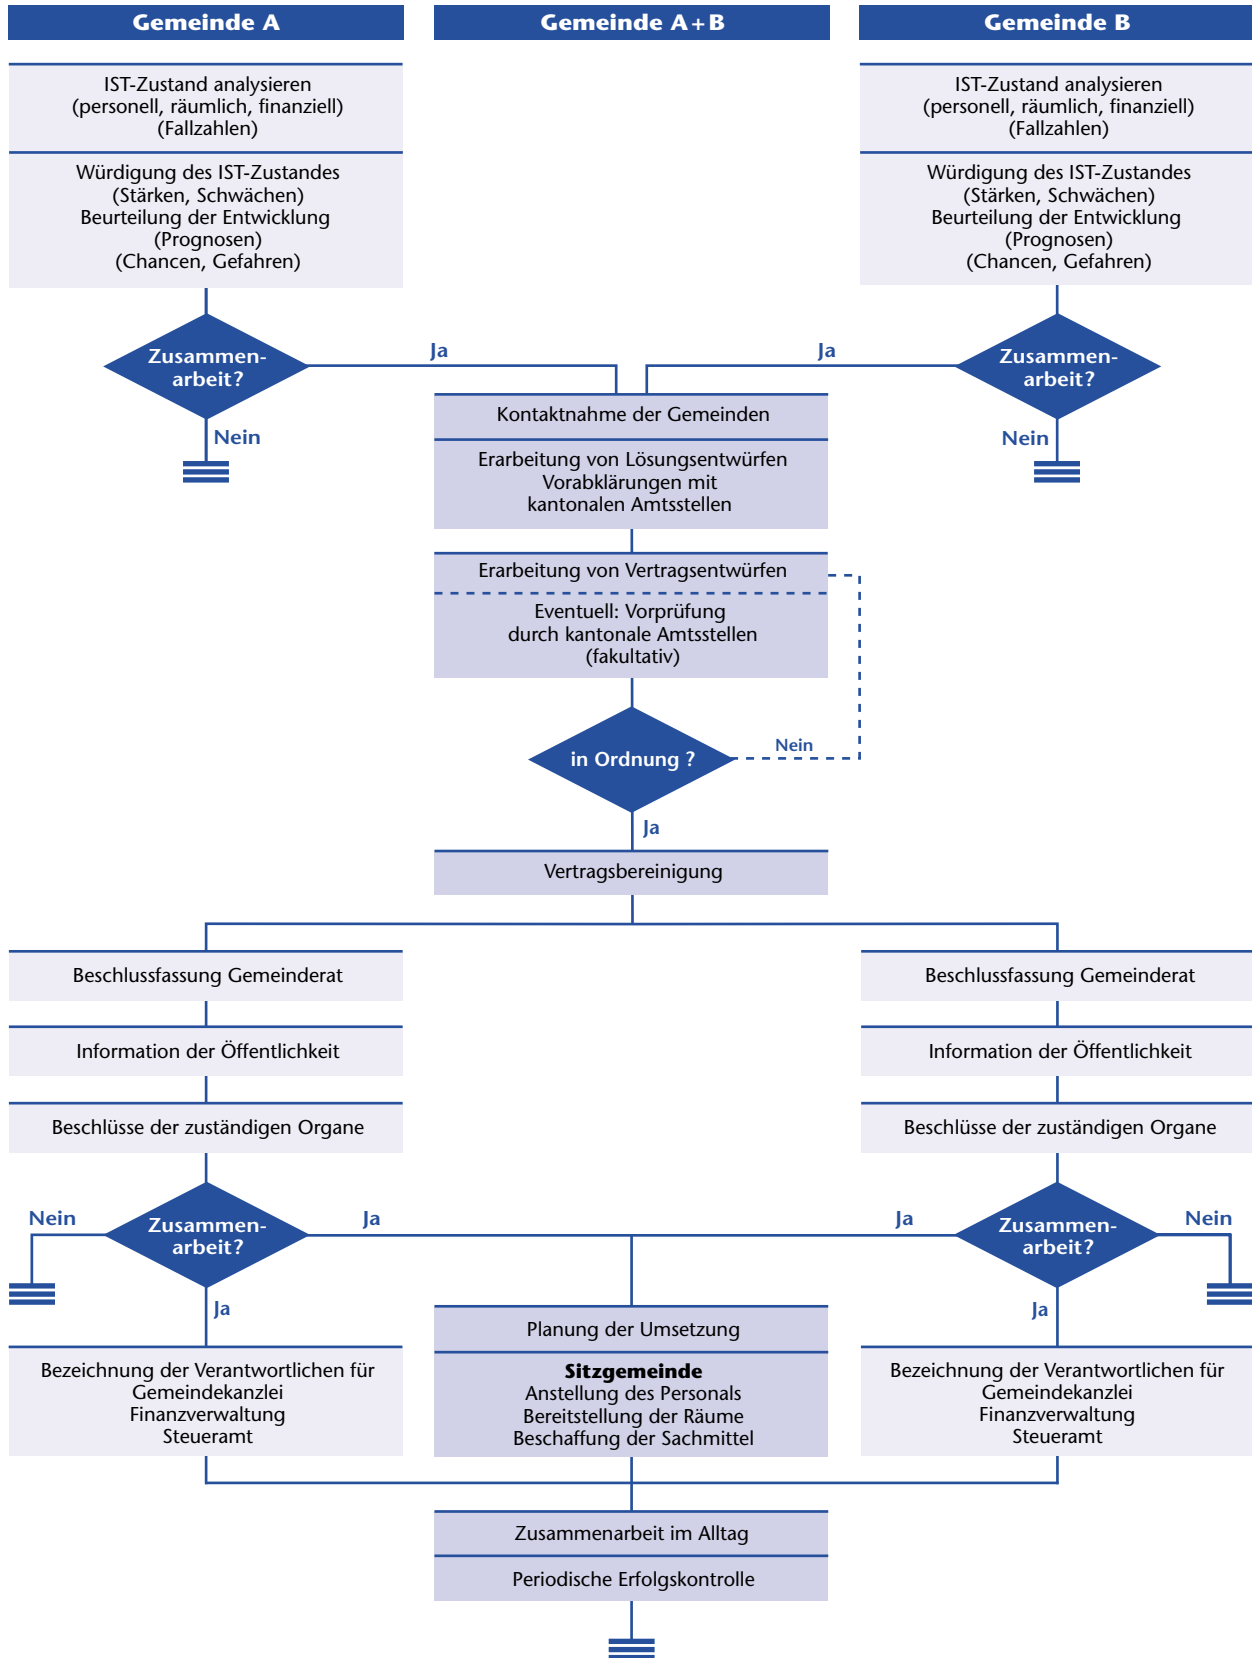 Gemeinde A
Gemeinde A+B
Gemeinde B
IST-Zustand analysieren
(personell, räumlich, finanziell)
(Fallzahlen)
IST-Zustand analysieren
(personell, räumlich, finanziell)
(Fallzahlen)
Würdigung des IST-Zustandes
(Stärken, Schwächen)
Beurteilung der Entwicklung
(Prognosen)
(Chancen, Gefahren)
Würdigung des IST-Zustandes
(Stärken, Schwächen)
Beurteilung der Entwicklung
(Prognosen)
(Chancen, Gefahren)
Zusammen-
arbeit?
Ja
Nein
Ja
Zusammen-
arbeit?
Nein
Kontaktnahme der Gemeinden
Erarbeitung von Lösungsentwürfen
Vorabklärungen mit
kantonalen Amtsstellen
Erarbeitung von Vertragsentwürfen
Eventuell: Vorprüfung
durch kantonale Amtsstellen
(fakultativ)
in Ordnung ?
Nein
Ja
Vertragsbereinigung
Beschlussfassung Gemeinderat
Beschlussfassung Gemeinderat
Information der Öffentlichkeit
Information der Öffentlichkeit
Beschlüsse der zuständigen Organe
Beschlüsse der zuständigen Organe
Nein
Zusammen-
arbeit?
Ja
Ja
Ja
Zusammen-
arbeit?
Nein
Ja
Planung der Umsetzung
Sitzgemeinde
Anstellung des Personals
Bereitstellung der Räume
Beschaffung der Sachmittel
Bezeichnung der Verantwortlichen für
Gemeindekanzlei
Finanzverwaltung
Steueramt
Bezeichnung der Verantwortlichen für
Gemeindekanzlei
Finanzverwaltung
Steueramt
Zusammenarbeit im Alltag
Periodische Erfolgskontrolle